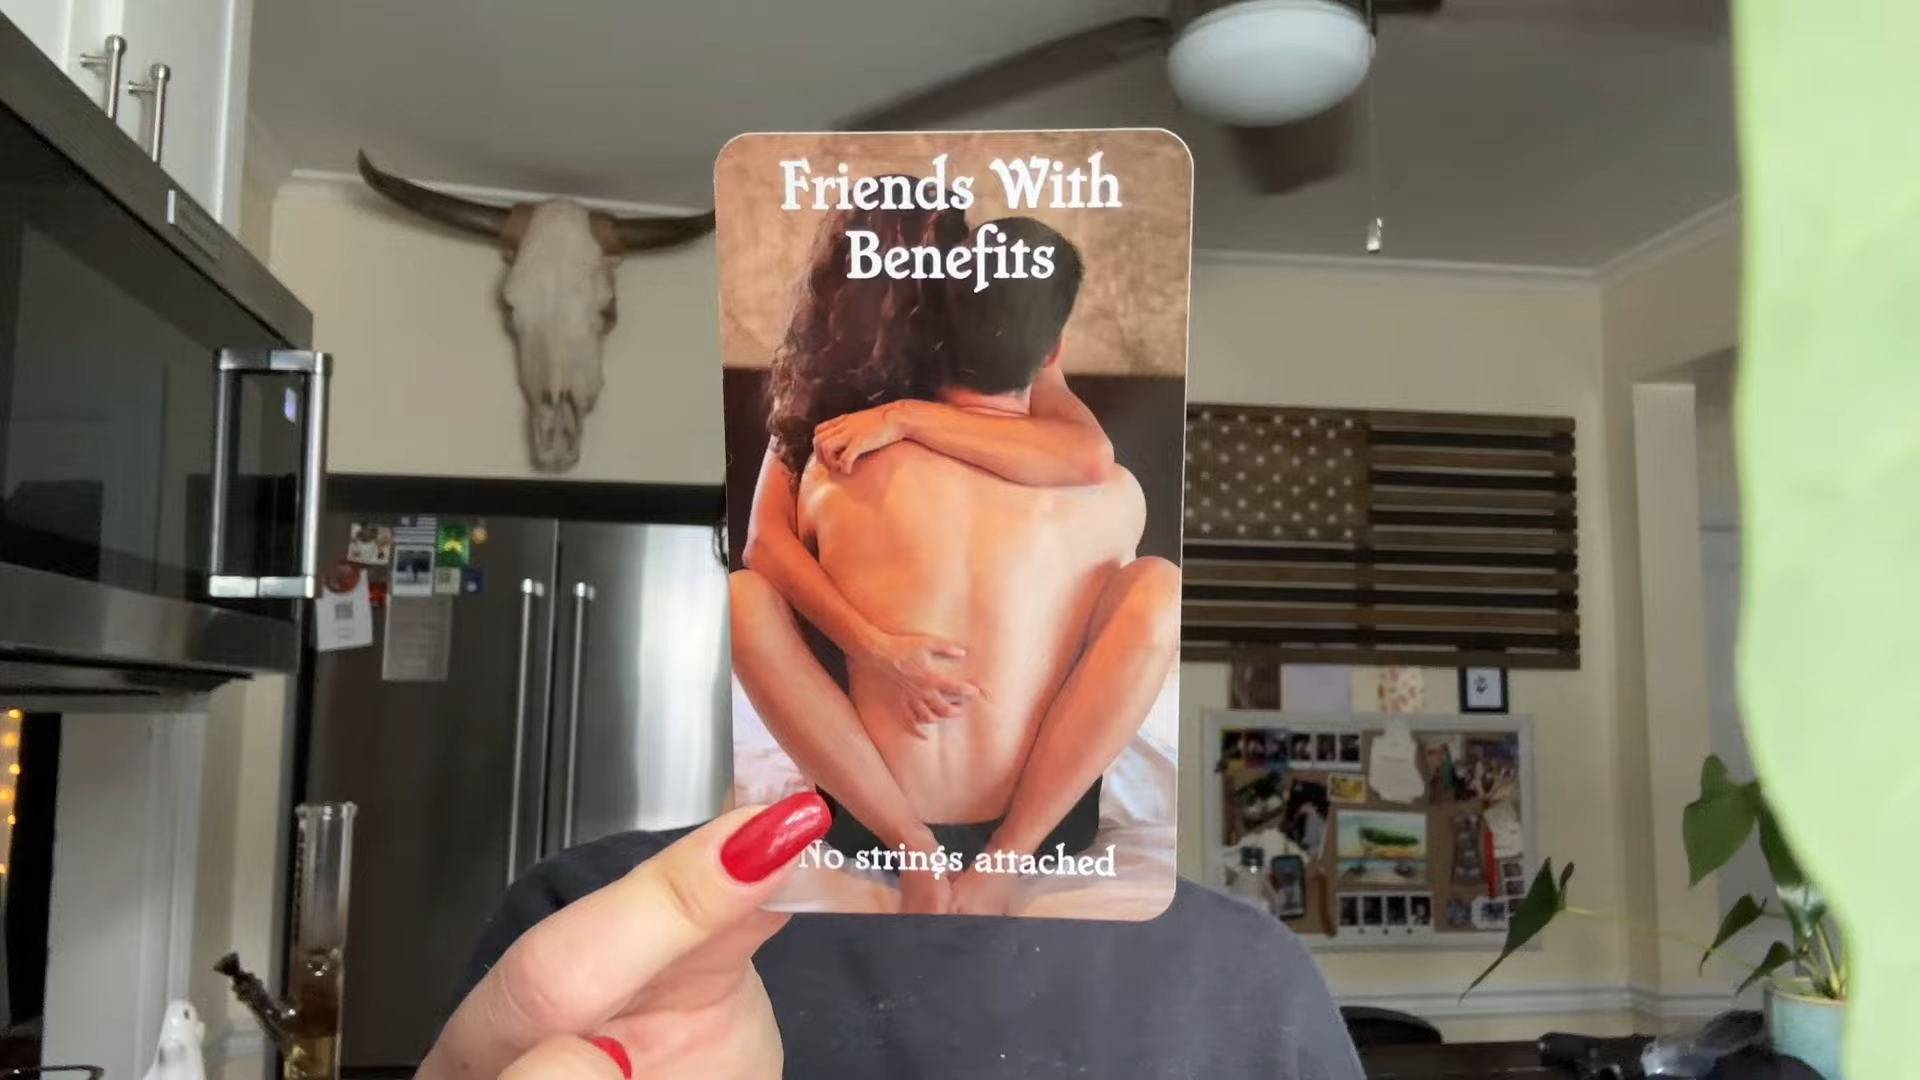 Friends With
Benefits
No strings attached